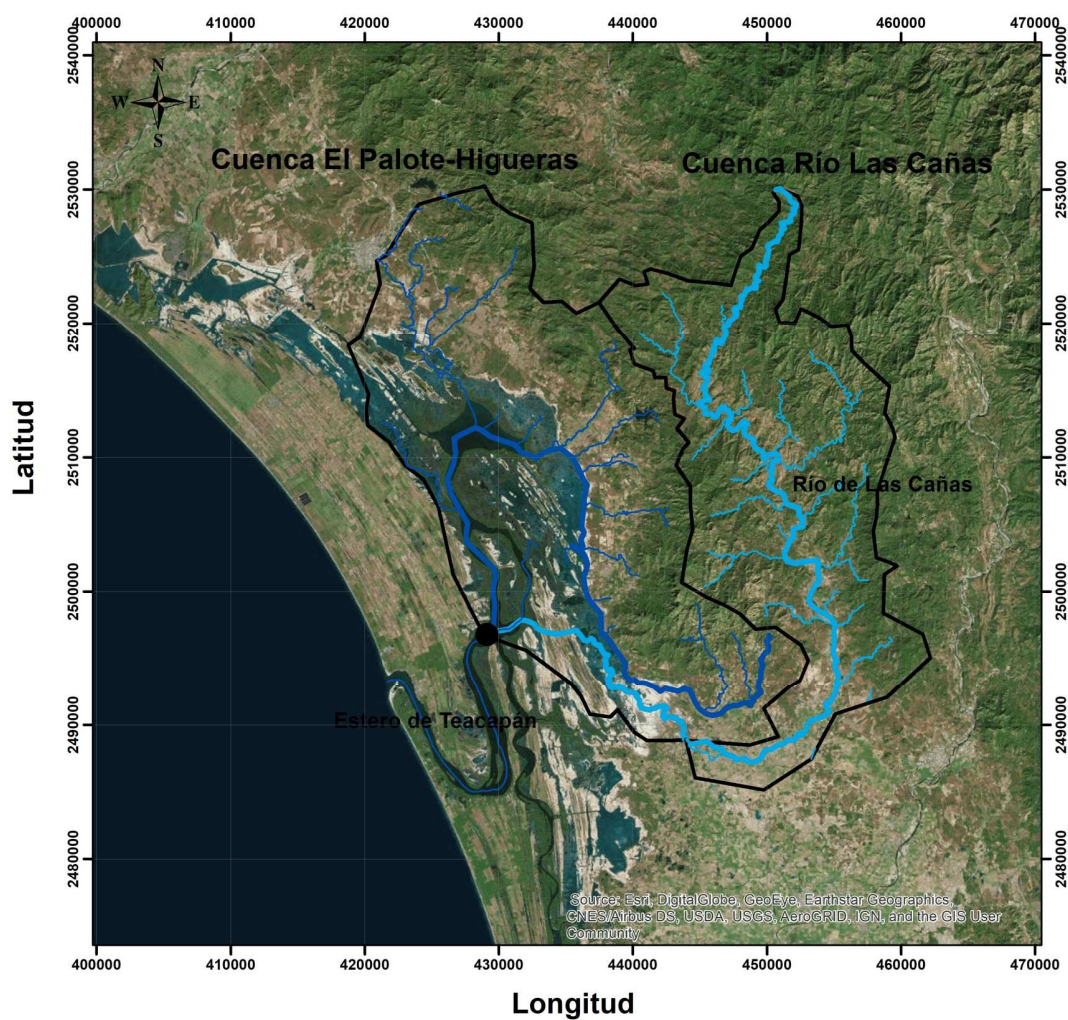 400000 410000 420000 430000 440000 450000 460000 470000
2540000 2540000
N
W E
S
Cuenca El Palote-Higueras Cuenca Río Las Cañas
2530000 2530000
2520000 2520000
Latitud
2510000 2510000
Río de Las Cañas
2500000 2500000
2490000 2490000
Estero de Teacapán
2480000 2480000
Source: Esri, DigitalGlobe, GeoEye, Earthstar Geographics,
CNES/Airbus DS, USDA, USGS, AeroGRID, IGN, and the GIS User
Community
400000 410000 420000 430000 440000 450000 460000 470000
Longitud